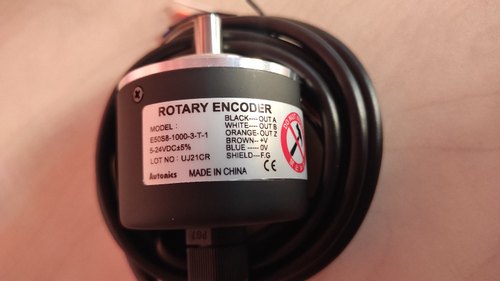 ROTARY ENCODER
MODEL :
E50S8-1000-3-T-1
5-24VDC±5%
LOT NO : UJ21CR
BLACK---- OUT A
WHITE---- OUT B
ORANGE-OUT Z
BROWN-- +V
BLUE ----- 0V
SHIELD---F.G
CE
Autonics
MADE IN CHINA